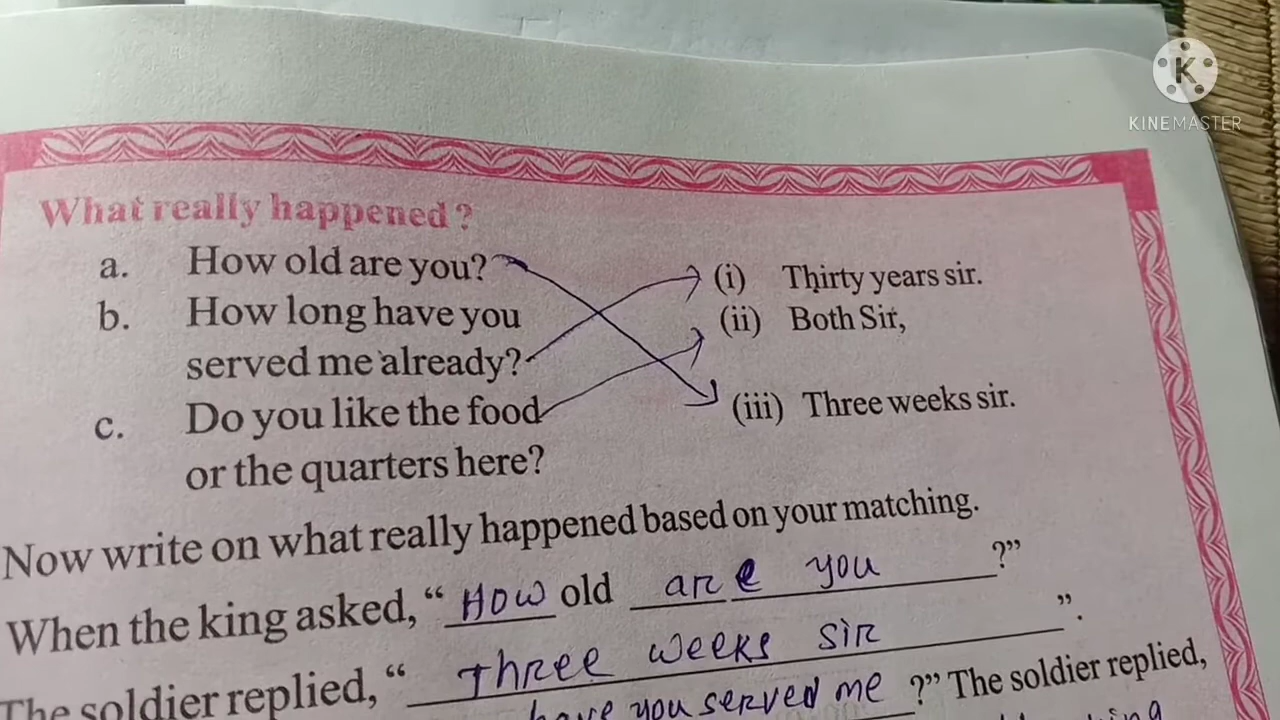 KINEMASTER
What really happened?
a. How old are you?
(i) Thirty years sir.
b. How long have you
served me already?
(ii) Both Sir,
c. Do you like the food
or the quarters here?
(iii) Three weeks sir.
Now write on what really happened based on your matching.
When the king asked, “ How old are you ?”
The soldier replied, “ Three weeks sir ”.
have you served me ?” The soldier replied,